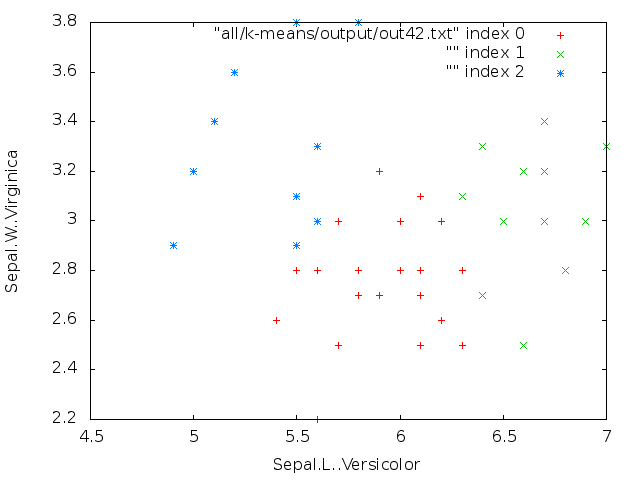 "all/k-means/output/out42.txt" index 0
"" index 1
"" index 2
3.8
3.6
3.4
3.2
3
2.8
2.6
2.4
2.2
4.5 5 5.5 6 6.5 7
Sepal.W..Virginica
Sepal.L..Versicolor